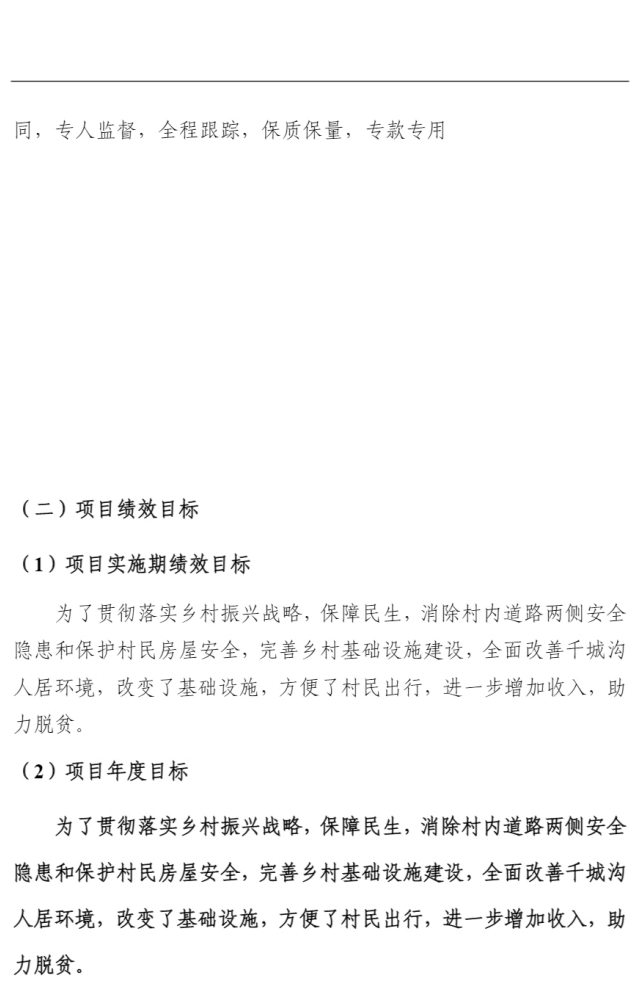 同，专人监督，全程跟踪，保质保量，专款专用
（二）项目绩效目标
（1）项目实施期绩效目标
为了贯彻落实乡村振兴战略，保障民生，消除村内道路两侧安全
隐患和保护村民房屋安全，完善乡村基础设施建设，全面改善千城沟
人居环境，改变了基础设施，方便了村民出行，进一步增加收入，助
力脱贫。
（2）项目年度目标
为了贯彻落实乡村振兴战略，保障民生，消除村内道路两侧安全
隐患和保护村民房屋安全，完善乡村基础设施建设，全面改善千城沟
人居环境，改变了基础设施，方便了村民出行，进一步增加收入，助
力脱贫。